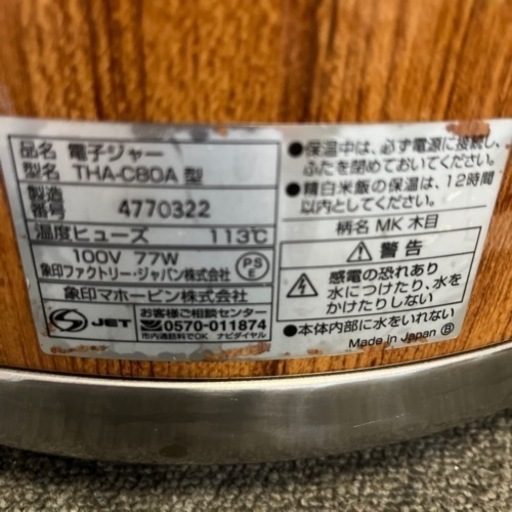 品名 電子ジャー
型名 THA-C80A 型
製造番号 4770322
温度ヒューズ 113℃
100V 77W
象印ファクトリー・ジャパン株式会社
PSE
象印マホービン株式会社
JET
お客様ご相談センター
0570-011874
市内通話料でOK ナビダイヤル
●保温中は、必ず電源に接続し、
ふたを閉めておいてください。
●精白米飯の保温は、12時間
以内としてください。
柄名 MK 木目
警告
感電の恐れあり
水につけたり、水を
かけたりしない
●本体内部に水をいれない
Made in Japan Ⓑ